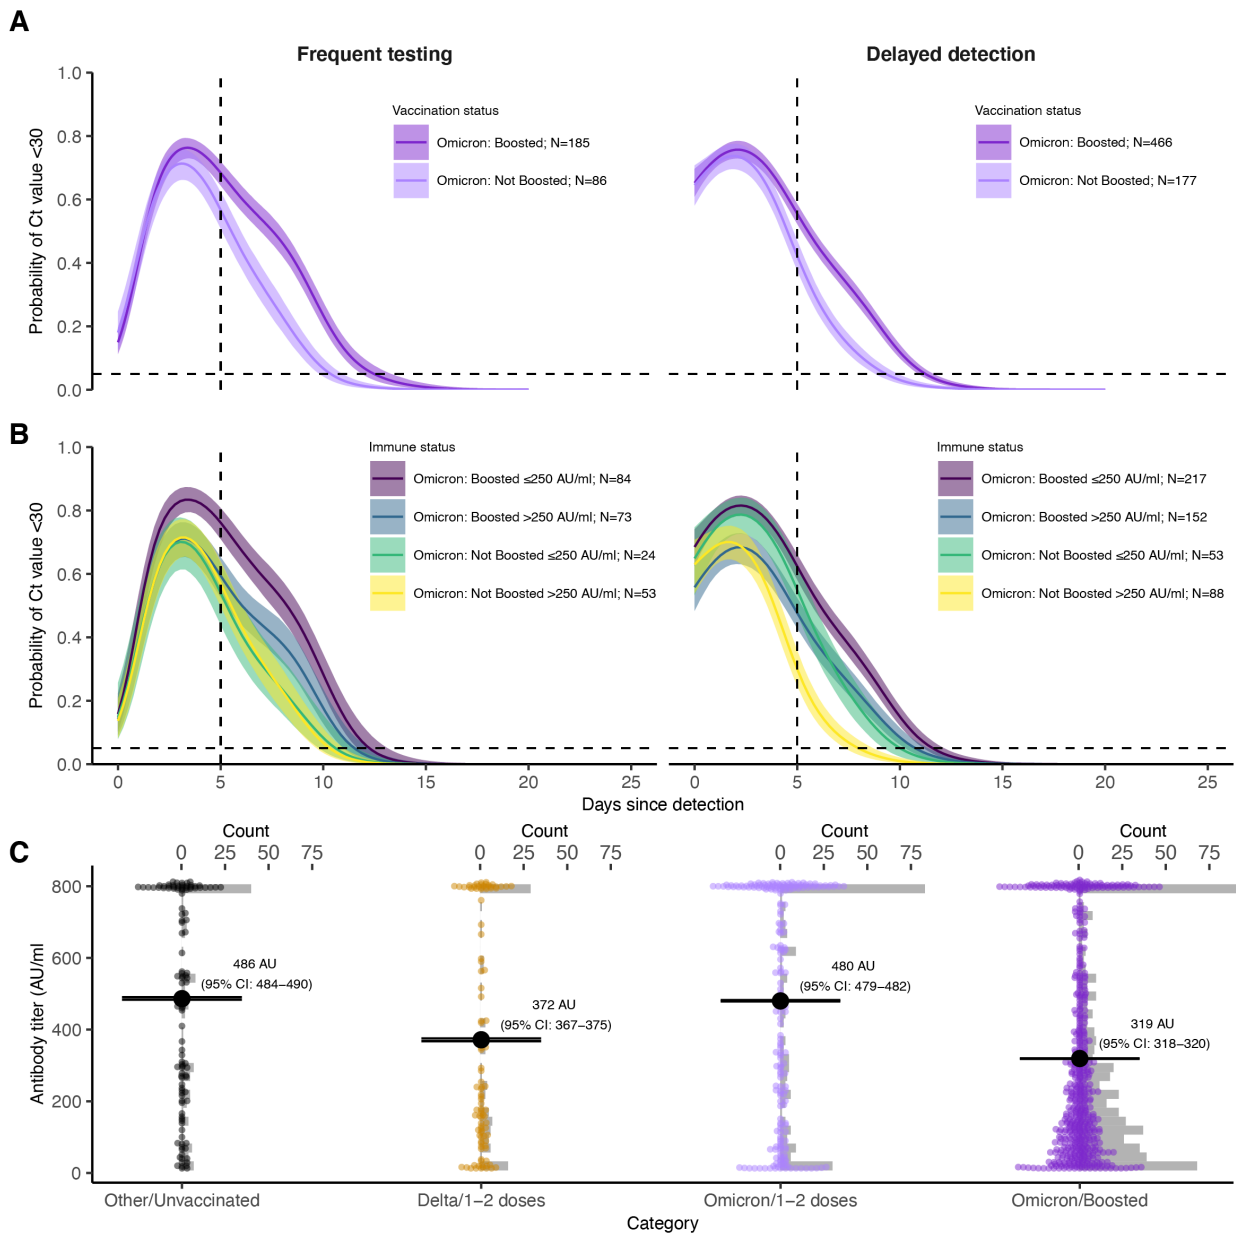 A
Frequent testing
Delayed detection
Probability of Ct value <30
1.0
0.8
0.6
0.4
0.2
0.0
Vaccination status
Omicron: Boosted; N=185
Omicron: Not Boosted; N=86
Vaccination status
Omicron: Boosted; N=466
Omicron: Not Boosted; N=177
B
Probability of Ct value <30
1.0
0.8
0.6
0.4
0.2
0.0
Immune status
Omicron: Boosted ≤250 AU/ml; N=84
Omicron: Boosted >250 AU/ml; N=73
Omicron: Not Boosted ≤250 AU/ml; N=24
Omicron: Not Boosted >250 AU/ml; N=53
Immune status
Omicron: Boosted ≤250 AU/ml; N=217
Omicron: Boosted >250 AU/ml; N=152
Omicron: Not Boosted ≤250 AU/ml; N=53
Omicron: Not Boosted >250 AU/ml; N=88
0 5 10 15 20 25
0 5 10 15 20 25
Days since detection
C
Count Count Count Count
0 25 50 75 0 25 50 75 0 25 50 75 0 25 50 75
Antibody titer (AU/ml
800
600
400
200
0
486 AU
(95% CI: 484–490)
372 AU
(95% CI: 367–375)
480 AU
(95% CI: 479–482)
319 AU
(95% CI: 318–320)
Other/Unvaccinated Delta/1–2 doses Omicron/1–2 doses Omicron/Boosted
Category